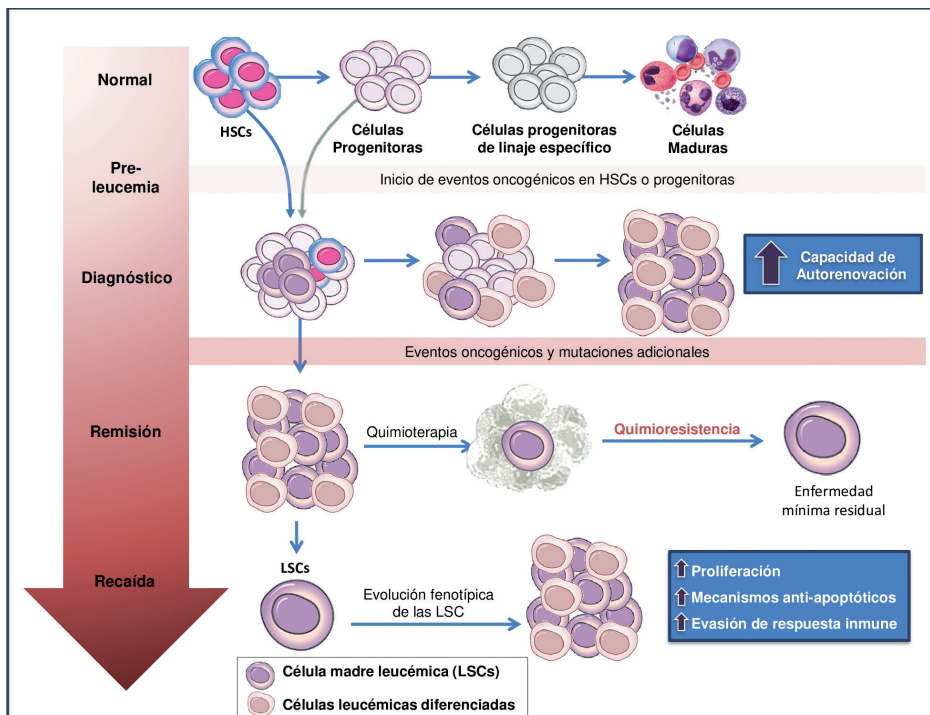 Normal
HSCs
Células
Progenitoras
Células progenitoras
de linaje específico
Células
Maduras
Pre-
leucemia
Inicio de eventos oncogénicos en HSCs o progenitoras
Diagnóstico
Capacidad de
Autorenovación
Eventos oncogénicos y mutaciones adicionales
Remisión
Quimioterapia
Quimioresistencia
Enfermedad
mínima residual
Recaída
LSCs
Evolución fenotípica
de las LSC
Proliferación
Mecanismos anti-apoptóticos
Evasión de respuesta inmune
Célula madre leucémica (LSCs)
Células leucémicas diferenciadas